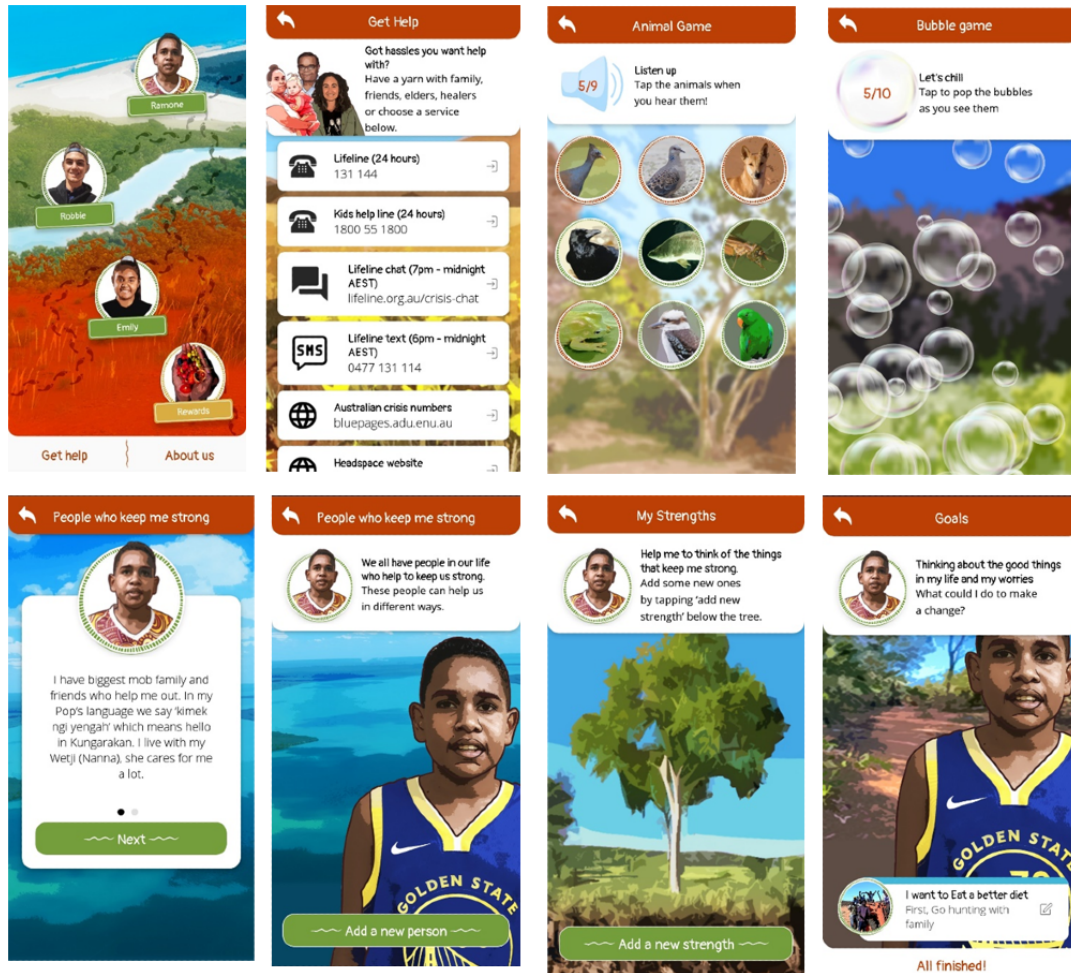 Ramone
Robbie
Emily
Rewards
Get help
About us
Get Help
Got hassles you want help
with?
Have a yarn with family,
friends, elders, healers
or choose a service
below.
Lifeline (24 hours)
131 144
Kids help line (24 hours)
1800 55 1800
Lifeline chat (7pm - midnight
AEST)
lifeline.org.au/crisis-chat
SMS
Lifeline text (6pm - midnight
AEST)
0477 131 114
Australian crisis numbers
bluepages.adu.enu.au
Headspace website
Animal Game
5/9
Listen up
Tap the animals when
you hear them!
Bubble game
5/10
Let's chill
Tap to pop the bubbles
as you see them
People who keep me strong
I have biggest mob family and
friends who help me out. In my
Pop's language we say 'kimek
ngi yengah' which means hello
in Kungarakan. I live with my
Wetji (Nanna), she cares for me
a lot.
Next
People who keep me strong
We all have people in our life
who help to keep us strong.
These people can help us
in different ways.
GOLDEN STATE
Add a new person
My Strengths
Help me to think of the things
that keep me strong.
Add some new ones
by tapping 'add new
strength' below the tree.
Add a new strength
Goals
Thinking about the good things
in my life and my worries
What could I do to make
a change?
GOLDEN STATE
I want to Eat a better diet
First, Go hunting with
family
All finished!